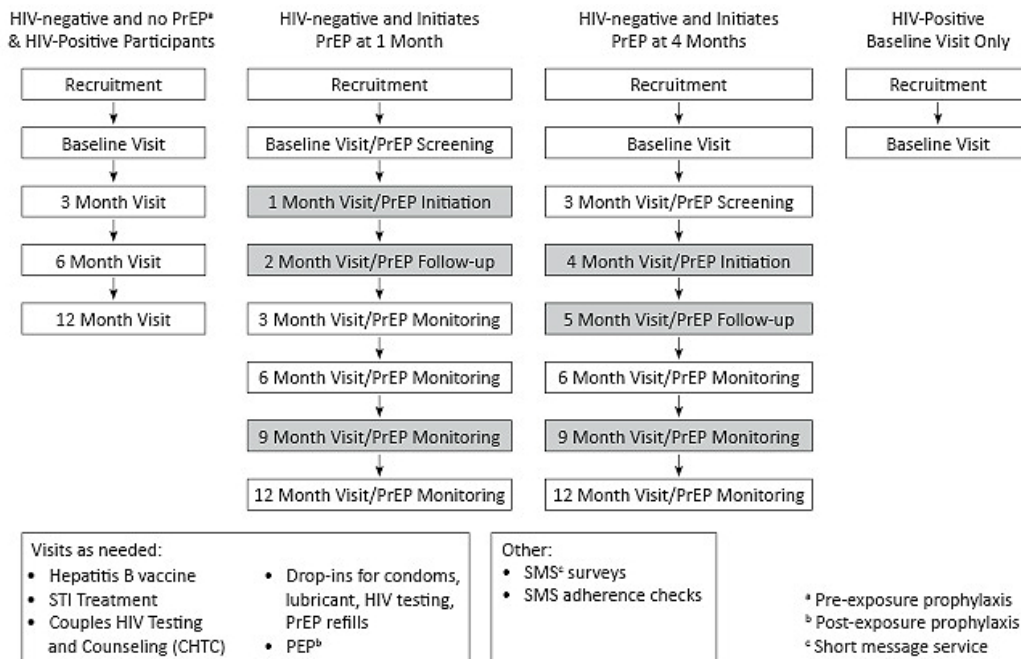 HIV-negative and no PrEPᵃ
& HIV-Positive Participants
Recruitment
Baseline Visit
3 Month Visit
6 Month Visit
12 Month Visit
HIV-negative and Initiates
PrEP at 1 Month
Recruitment
Baseline Visit/PrEP Screening
1 Month Visit/PrEP Initiation
2 Month Visit/PrEP Follow-up
3 Month Visit/PrEP Monitoring
6 Month Visit/PrEP Monitoring
9 Month Visit/PrEP Monitoring
12 Month Visit/PrEP Monitoring
HIV-negative and Initiates
PrEP at 4 Months
Recruitment
Baseline Visit
3 Month Visit/PrEP Screening
4 Month Visit/PrEP Initiation
5 Month Visit/PrEP Follow-up
6 Month Visit/PrEP Monitoring
9 Month Visit/PrEP Monitoring
12 Month Visit/PrEP Monitoring
HIV-Positive
Baseline Visit Only
Recruitment
Baseline Visit
Visits as needed:
• Hepatitis B vaccine
• STI Treatment
• Couples HIV Testing
and Counseling (CHTC)
• Drop-ins for condoms,
lubricant, HIV testing,
PrEP refills
• PEPᵇ
Other:
• SMSᶜ surveys
• SMS adherence checks
ᵃ Pre-exposure prophylaxis
ᵇ Post-exposure prophylaxis
ᶜ Short message service